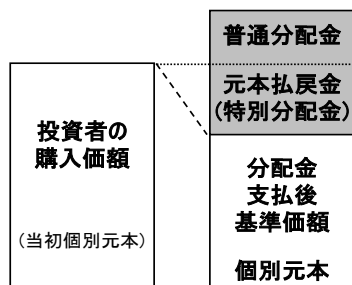 投資者の
購入価額
(当初個別元本)
普通分配金
元本払戻金
(特別分配金)
分配金
支払後
基準価額
個別元本